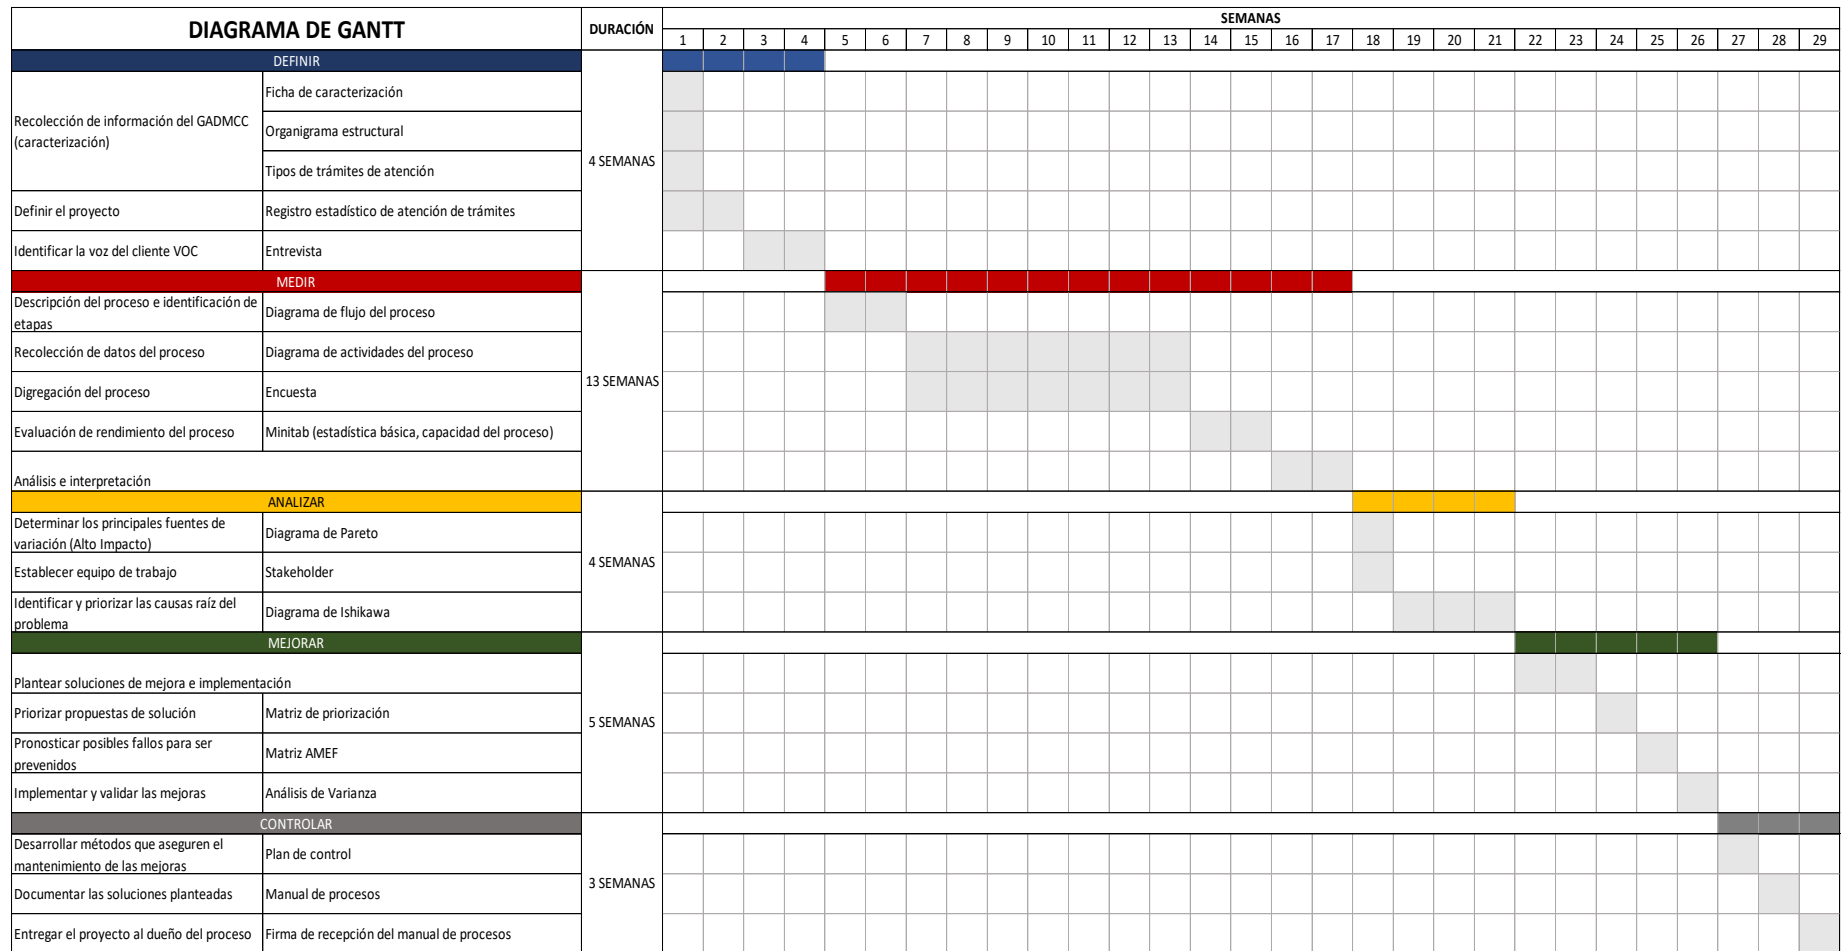 DIAGRAMA DE GANTT
DURACIÓN
SEMANAS
1 2 3 4 5 6 7 8 9 10 11 12 13 14 15 16 17 18 19 20 21 22 23 24 25 26 27 28 29
DEFINIR
4 SEMANAS
Recolección de información del GADMCC
(caracterización)
Ficha de caracterización
Organigrama estructural
Tipos de trámites de atención
Definir el proyecto
Registro estadístico de atención de trámites
Identificar la voz del cliente VOC
Entrevista
MEDIR
13 SEMANAS
Descripción del proceso e identificación de
etapas
Diagrama de flujo del proceso
Recolección de datos del proceso
Diagrama de actividades del proceso
Digregación del proceso
Encuesta
Evaluación de rendimiento del proceso
Minitab (estadística básica, capacidad del proceso)
Análisis e interpretación
ANALIZAR
4 SEMANAS
Determinar los principales fuentes de
variación (Alto Impacto)
Diagrama de Pareto
Establecer equipo de trabajo
Stakeholder
Identificar y priorizar las causas raíz del
problema
Diagrama de Ishikawa
MEJORAR
5 SEMANAS
Plantear soluciones de mejora e implementación
Priorizar propuestas de solución
Matriz de priorización
Pronosticar posibles fallos para ser
prevenidos
Matriz AMEF
Implementar y validar las mejoras
Análisis de Varianza
CONTROLAR
3 SEMANAS
Desarrollar métodos que aseguren el
mantenimiento de las mejoras
Plan de control
Documentar las soluciones planteadas
Manual de procesos
Entregar el proyecto al dueño del proceso
Firma de recepción del manual de procesos